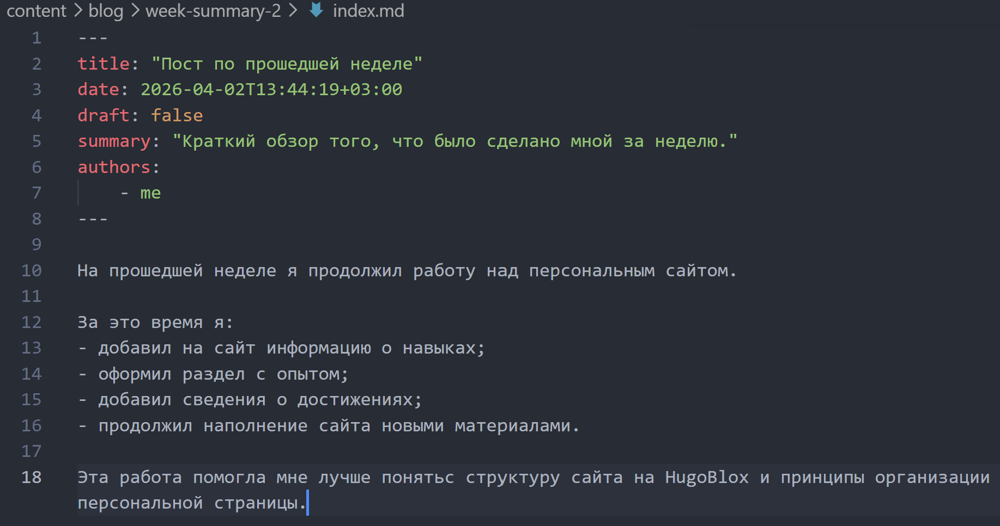 content > blog > week-summary-2 > index.md
1 ---
2 title: "Пост по прошедшей неделе"
3 date: 2026-04-02T13:44:19+03:00
4 draft: false
5 summary: "Краткий обзор того, что было сделано мной за неделю."
6 authors:
7     - me
8 ---
9
10 На прошедшей неделе я продолжил работу над персональным сайтом.
11
12 За это время я:
13 - добавил на сайт информацию о навыках;
14 - оформил раздел с опытом;
15 - добавил сведения о достижениях;
16 - продолжил наполнение сайта новыми материалами.
17
18 Эта работа помогла мне лучше понятьс структуру сайта на HugoBlox и принципы организации
персональной страницы.